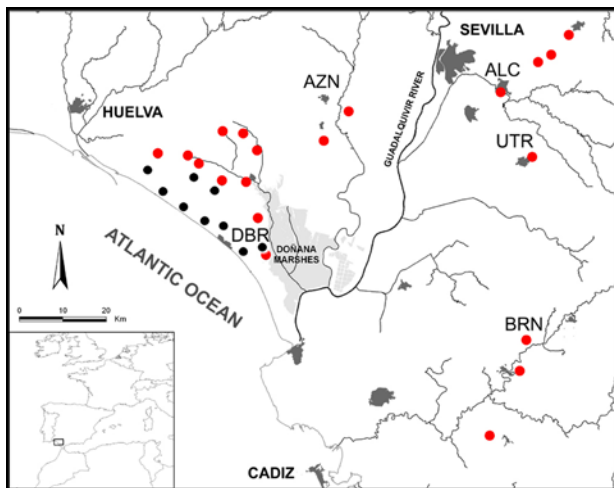 SEVILLA
AZN
ALC
HUELVA
GUADALQUIVIR RIVER
UTR
N
DBR
DOÑANA
MARSHES
ATLANTIC OCEAN
0 10 20
Km
BRN
CADIZ